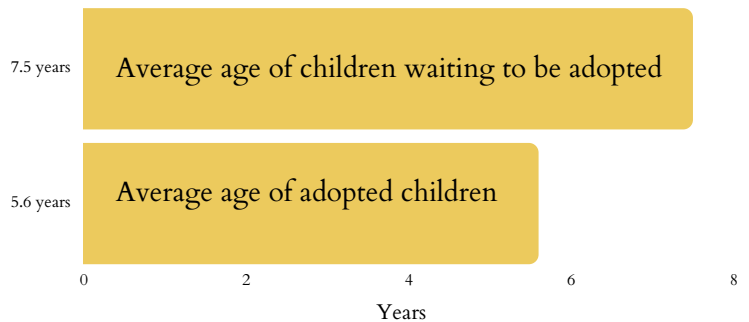 7.5 years
Average age of children waiting to be adopted
5.6 years
Average age of adopted children
0 2 4 6 8
Years